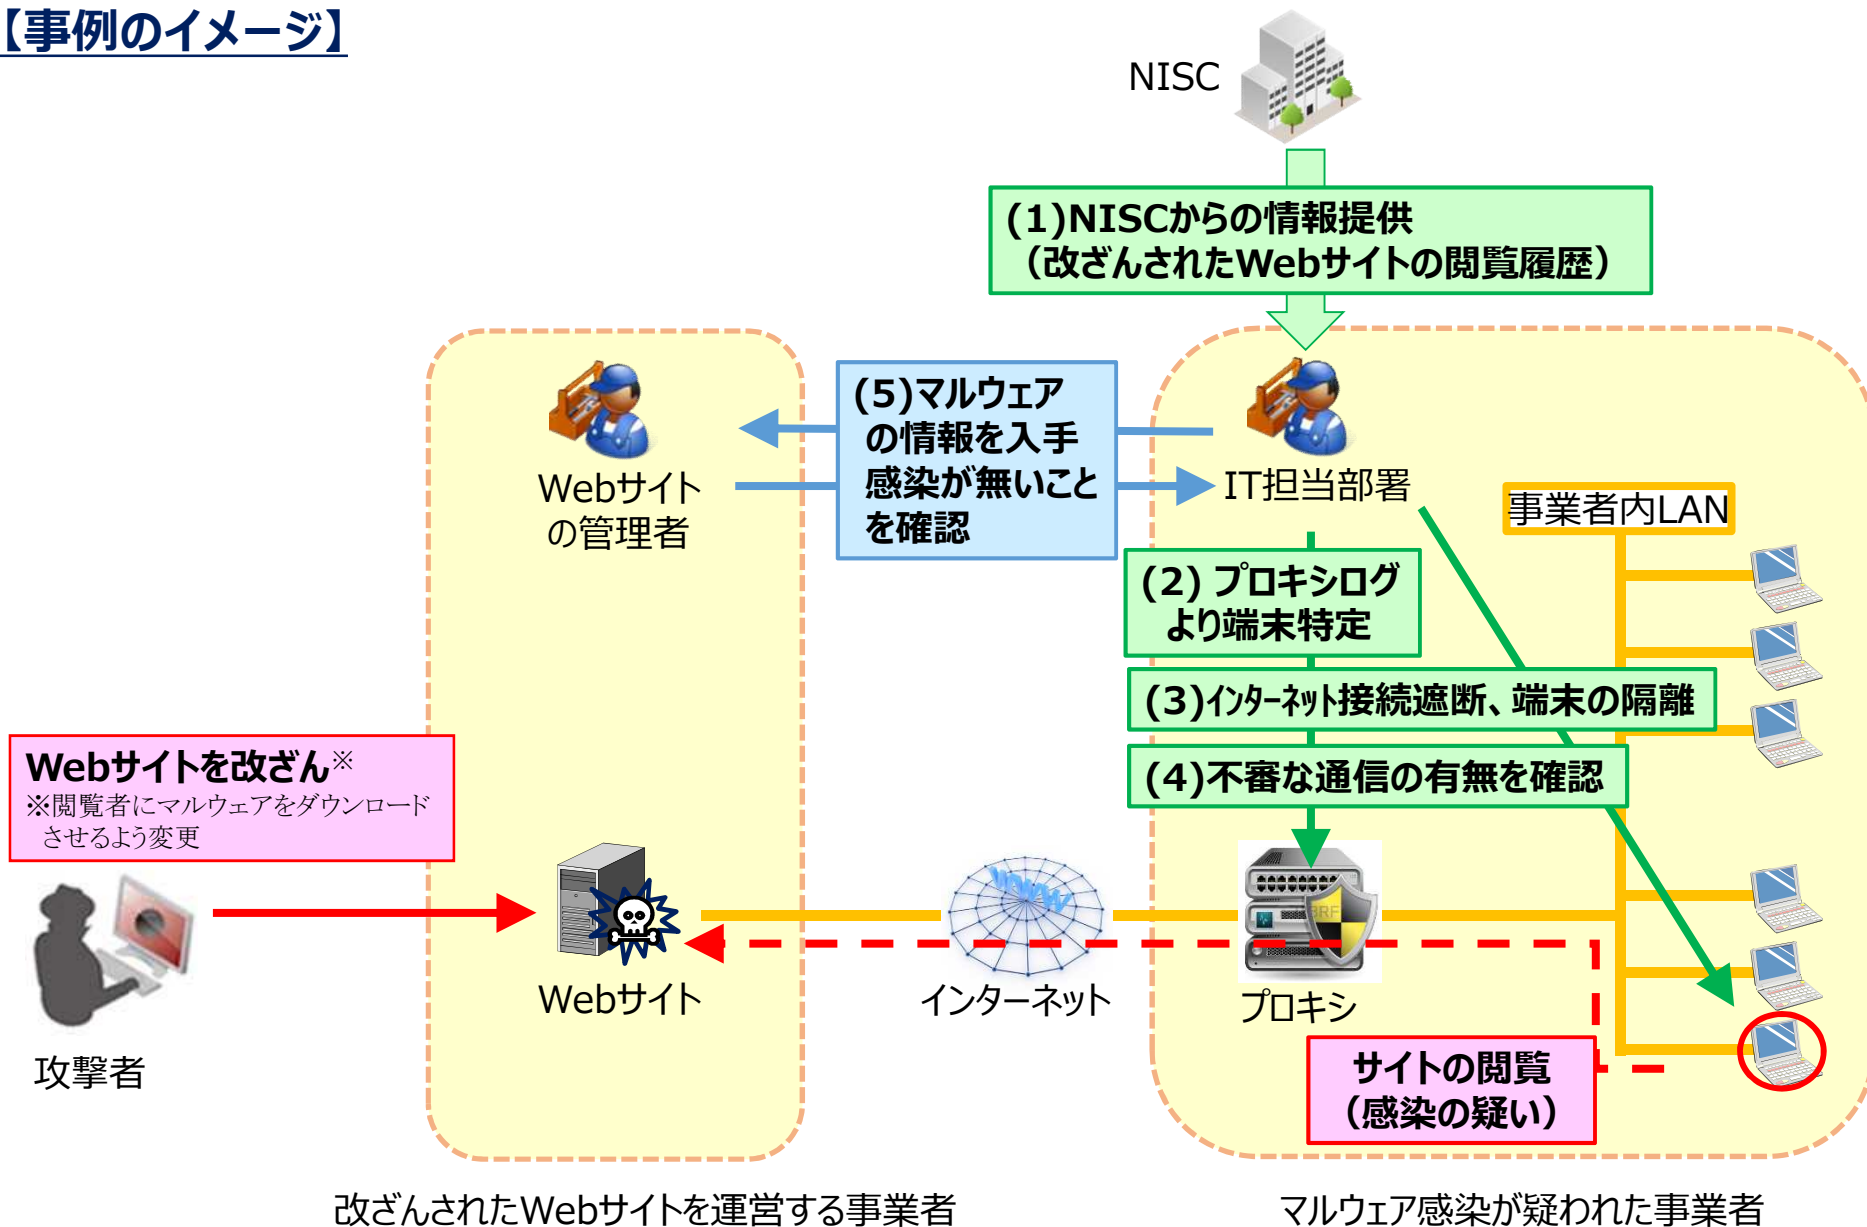 【事例のイメージ】
NISC
(1)NISCからの情報提供
（改ざんされたWebサイトの閲覧履歴）
(5)マルウェア
の情報を入手
感染が無いこと
を確認
Webサイト
の管理者
IT担当部署
事業者内LAN
(2) プロキシログ
より端末特定
(3)インターネット接続遮断、端末の隔離
(4)不審な通信の有無を確認
Webサイトを改ざん※
※閲覧者にマルウェアをダウンロード
させるよう変更
WWW
Webサイト
インターネット
プロキシ
攻撃者
サイトの閲覧
（感染の疑い）
改ざんされたWebサイトを運営する事業者
マルウェア感染が疑われた事業者